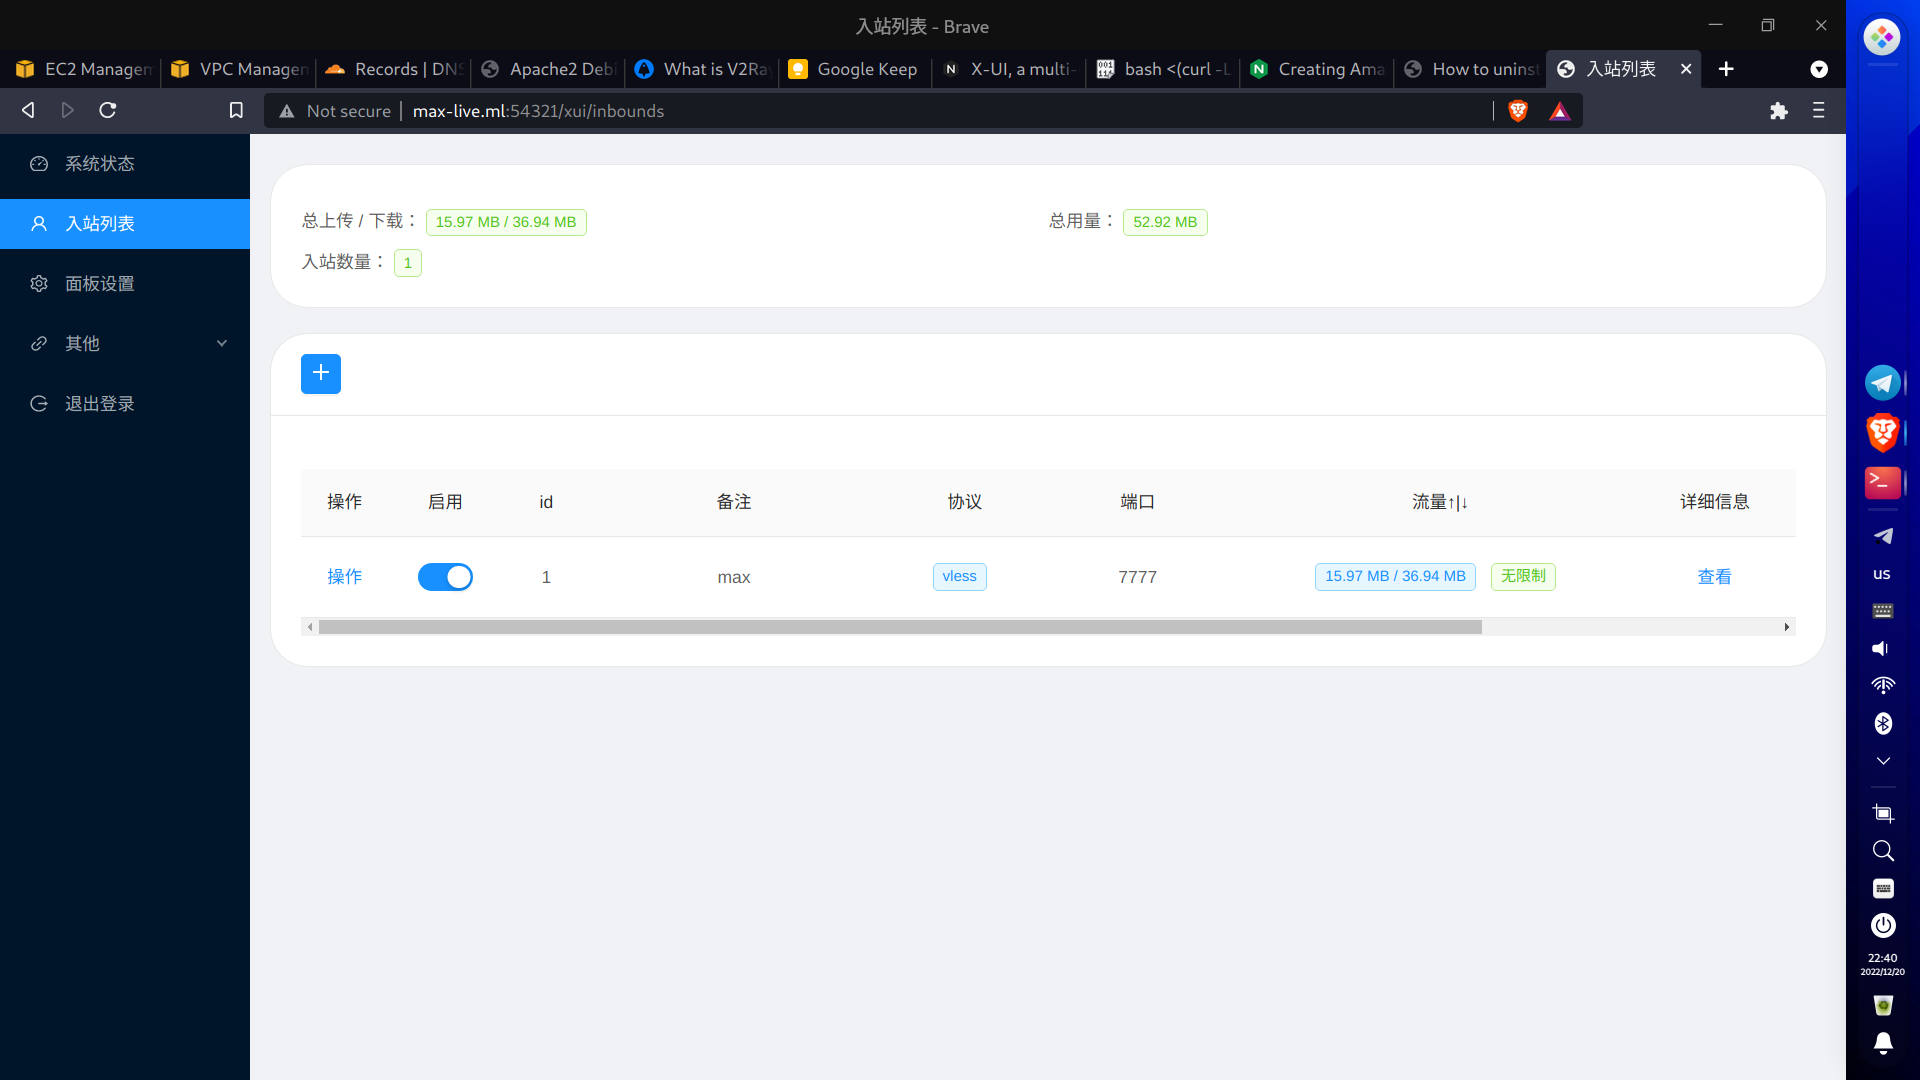 入站列表 - Brave
EC2 Managem
VPC Manager
Records | DNS
Apache2 Debi
What is V2Ray
Google Keep
X-UI, a multi-
bash <(curl -L
Creating Ama
How to uninst
入站列表
Not secure
max-live.ml:54321/xui/inbounds
系统状态
入站列表
面板设置
其他
退出登录
总上传 / 下载： 15.97 MB / 36.94 MB
总用量： 52.92 MB
入站数量： 1
操作 启用 id 备注 协议 端口 流量↑|↓ 详细信息
操作 1 max vless 7777 15.97 MB / 36.94 MB 无限制 查看
us
22:40
2022/12/20